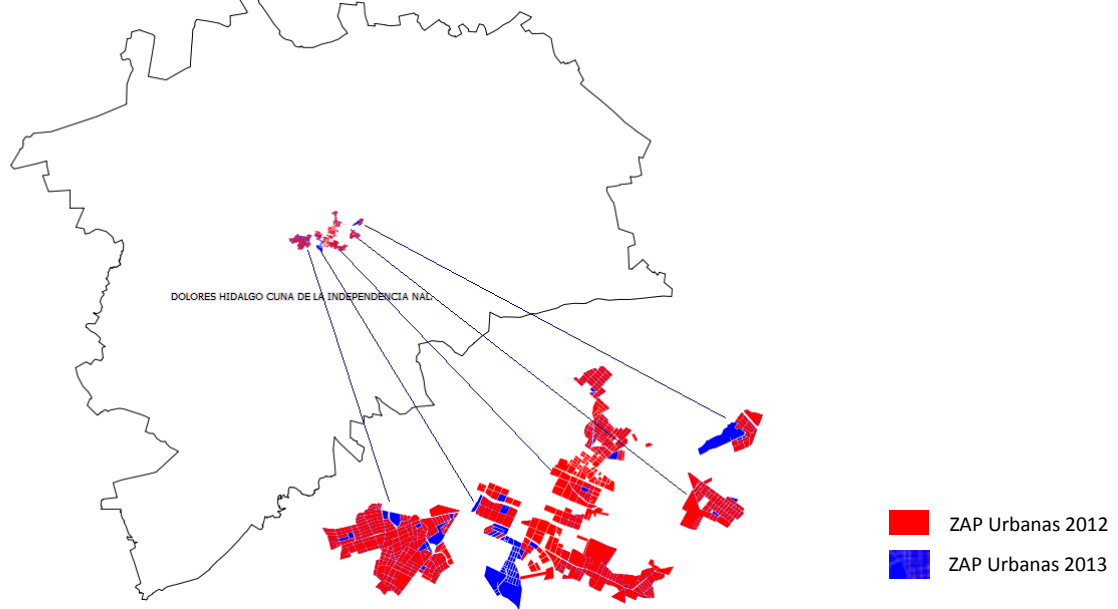 DOLORES HIDALGO CUNA DE LA INDEPENDENCIA NAL.
ZAP Urbanas 2012
ZAP Urbanas 2013